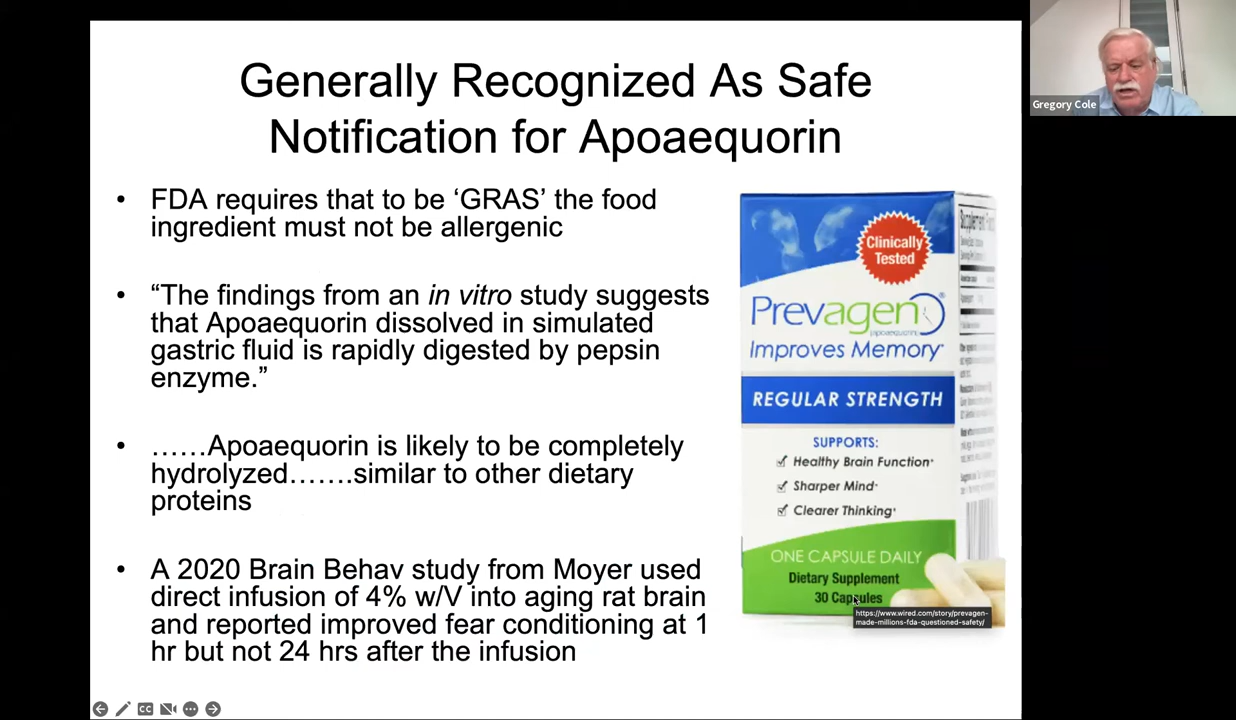 Generally Recognized As Safe
Notification for Apoaequorin
• FDA requires that to be ‘GRAS’ the food
ingredient must not be allergenic
• “The findings from an in vitro study suggests
that Apoaequorin dissolved in simulated
gastric fluid is rapidly digested by pepsin
enzyme.”
• ……Apoaequorin is likely to be completely
hydrolyzed…….similar to other dietary
proteins
• A 2020 Brain Behav study from Moyer used
direct infusion of 4% w/V into aging rat brain
and reported improved fear conditioning at 1
hr but not 24 hrs after the infusion
Clinically
Tested
Prevagen®
(apoaequorin)
Improves Memory*
REGULAR STRENGTH
SUPPORTS:
Healthy Brain Function*
Sharper Mind*
Clearer Thinking*
ONE CAPSULE DAILY
Dietary Supplement
30 Capsules
https://www.wired.com/story/prevagen-
made-millions-fda-questioned-safety/
Supplement
Gregory Cole
CC